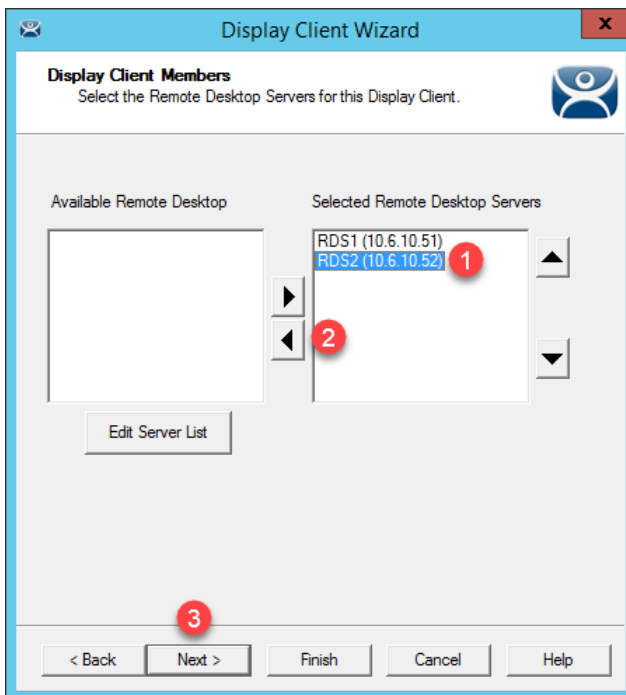 Display Client Wizard
x
Display Client Members
Select the Remote Desktop Servers for this Display Client.
Available Remote Desktop
Selected Remote Desktop Servers
RDS1 (10.6.10.51)
RDS2 (10.6.10.52)
1
2
Edit Server List
3
< Back
Next >
Finish
Cancel
Help